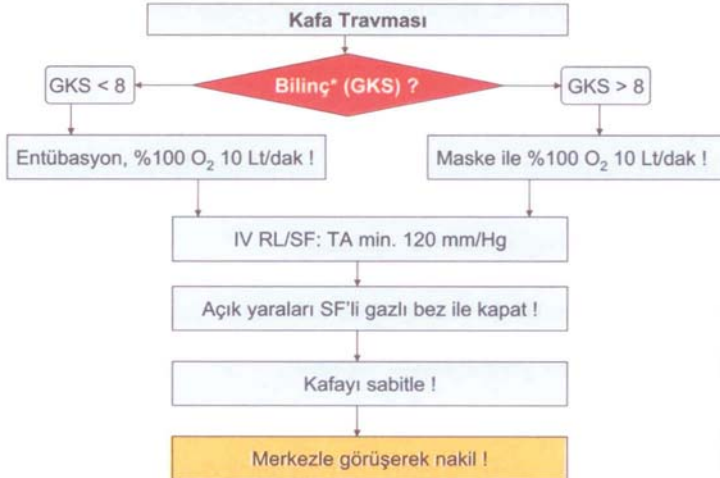 Kafa Travması
GKS < 8
Bilinç* (GKS) ?
GKS > 8
Entübasyon, %100 O₂ 10 Lt/dak !
Maske ile %100 O₂ 10 Lt/dak !
IV RL/SF: TA min. 120 mm/Hg
Açık yaraları SF'li gazlı bez ile kapat !
Kafayı sabitle !
Merkezle görüşerek nakil !